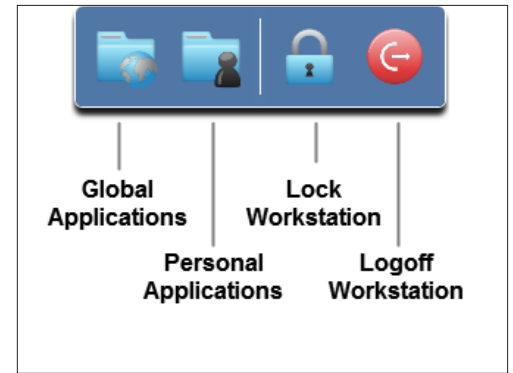 Global
Applications
Lock
Workstation
Personal
Applications
Logoff
Workstation